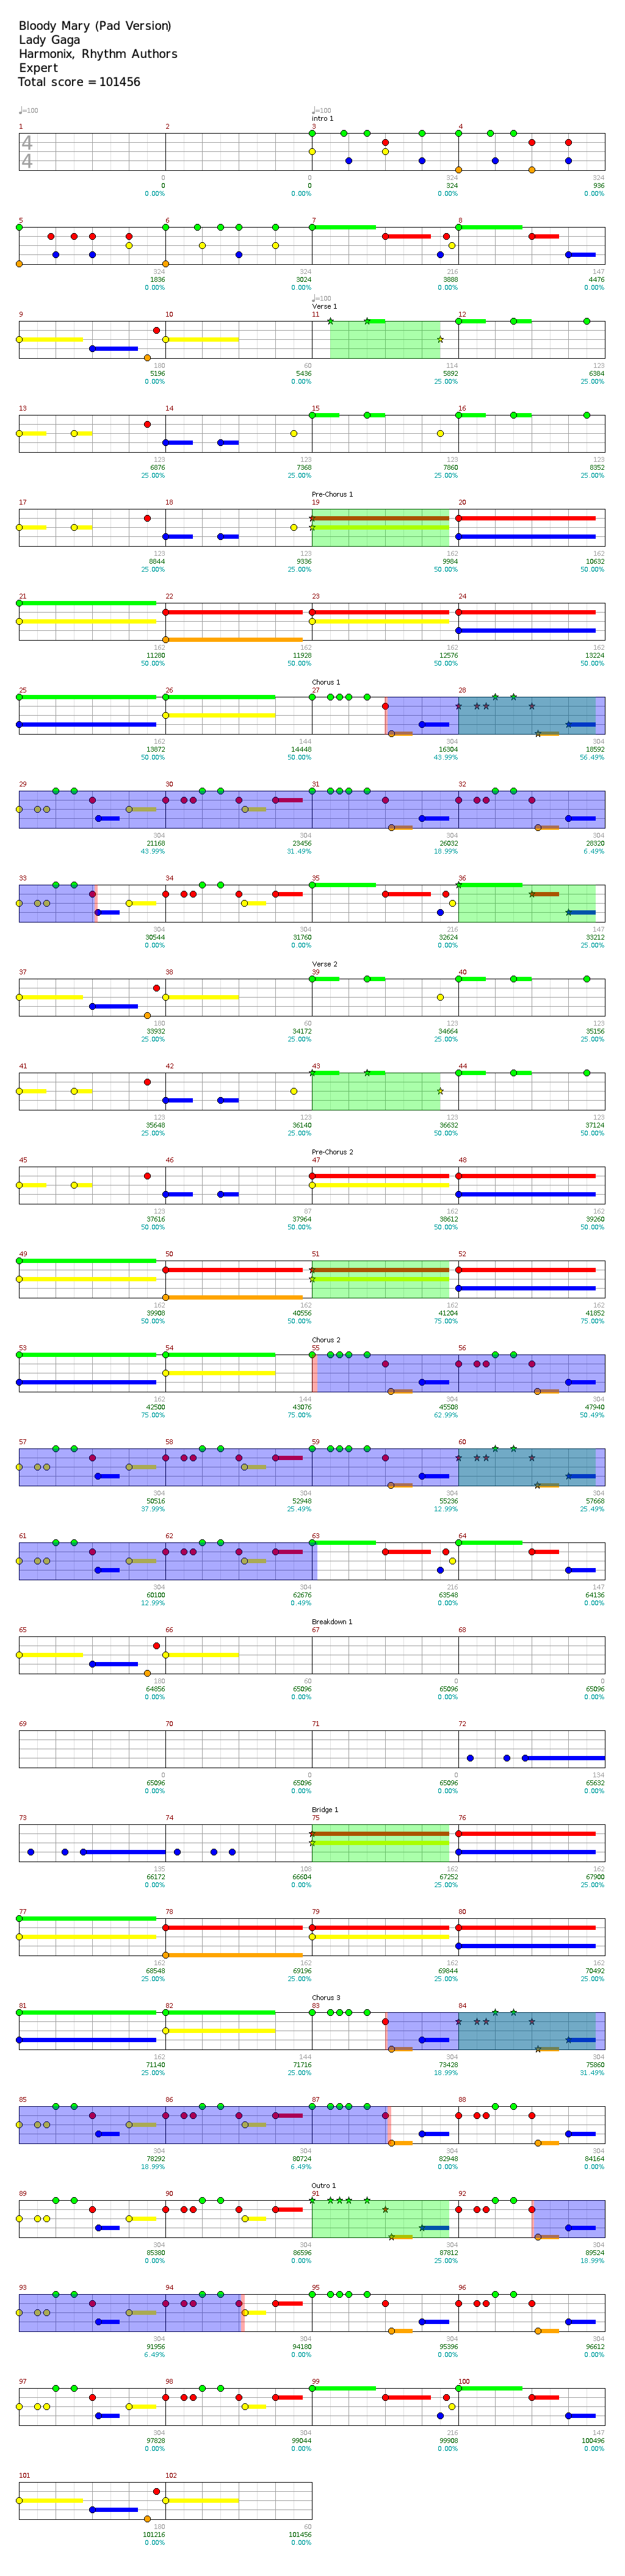 Bloody Mary (Pad Version)
Lady Gaga
Harmonix, Rhythm Authors
Expert
Total score = 101456
♩=100 ♩=100
intro 1
1 2 3 4
4
4
0 0 324 324
0 0 324 936
0.00% 0.00% 0.00% 0.00%
5 6 7 8
324 324 216 147
1836 3024 3888 4476
0.00% 0.00% 0.00% 0.00%
♩=100
Verse 1
9 10 11 12
180 60 114 123
5196 5436 5892 6384
0.00% 0.00% 25.00% 25.00%
13 14 15 16
123 123 123 123
6876 7368 7860 8352
25.00% 25.00% 25.00% 25.00%
Pre-Chorus 1
17 18 19 20
123 123 162 162
8844 9336 9984 10632
25.00% 25.00% 50.00% 50.00%
21 22 23 24
162 162 162 162
11280 11928 12576 13224
50.00% 50.00% 50.00% 50.00%
Chorus 1
25 26 27 28
162 144 304 304
13872 14448 16304 18592
50.00% 50.00% 43.99% 56.49%
29 30 31 32
304 304 304 304
21168 23456 26032 28320
43.99% 31.49% 18.99% 6.49%
33 34 35 36
304 304 216 147
30544 31760 32624 33212
0.00% 0.00% 0.00% 25.00%
Verse 2
37 38 39 40
180 60 123 123
33932 34172 34664 35156
25.00% 25.00% 25.00% 25.00%
41 42 43 44
123 123 123 123
35648 36140 36632 37124
25.00% 25.00% 50.00% 50.00%
Pre-Chorus 2
45 46 47 48
123 87 162 162
37616 37964 38612 39260
50.00% 50.00% 50.00% 50.00%
49 50 51 52
162 162 162 162
39908 40556 41204 41852
50.00% 50.00% 75.00% 75.00%
Chorus 2
53 54 55 56
162 144 304 304
42500 43076 45508 47940
75.00% 75.00% 62.99% 50.49%
57 58 59 60
304 304 304 304
50516 52948 55236 57668
37.99% 25.49% 12.99% 25.49%
61 62 63 64
304 304 216 147
60100 62676 63548 64136
12.99% 0.49% 0.00% 0.00%
Breakdown 1
65 66 67 68
180 60 0 0
64856 65096 65096 65096
0.00% 0.00% 0.00% 0.00%
69 70 71 72
0 0 0 134
65096 65096 65096 65632
0.00% 0.00% 0.00% 0.00%
Bridge 1
73 74 75 76
135 108 162 162
66172 66604 67252 67900
0.00% 0.00% 25.00% 25.00%
77 78 79 80
162 162 162 162
68548 69196 69844 70492
25.00% 25.00% 25.00% 25.00%
Chorus 3
81 82 83 84
162 144 304 304
71140 71716 73428 75860
25.00% 25.00% 18.99% 31.49%
85 86 87 88
304 304 304 304
78292 80724 82948 84164
18.99% 6.49% 0.00% 0.00%
Outro 1
89 90 91 92
304 304 304 304
85380 86596 87812 89524
0.00% 0.00% 25.00% 18.99%
93 94 95 96
304 304 304 304
91956 94180 95396 96612
6.49% 0.00% 0.00% 0.00%
97 98 99 100
304 304 216 147
97828 99044 99908 100496
0.00% 0.00% 0.00% 0.00%
101 102
180 60
101216 101456
0.00% 0.00%